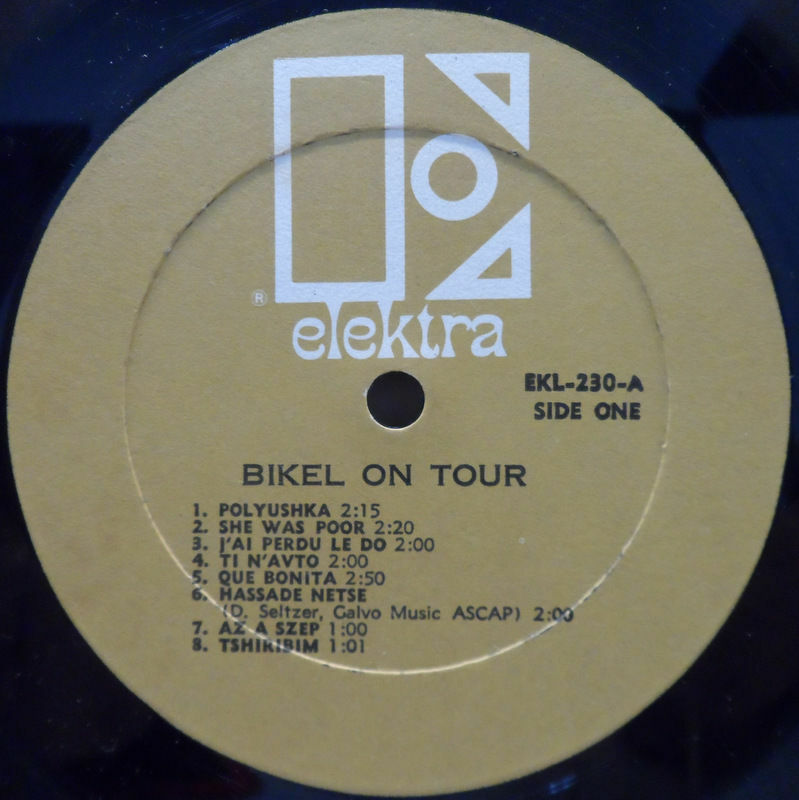 ®
elektra
EKL-230-A
SIDE ONE
BIKEL ON TOUR
1. POLYUSHKA 2:15
2. SHE WAS POOR 2:20
3. J'AI PERDU LE DO 2:00
4. TI N'AVTO 2:00
5. QUE BONITA 2:50
6. HASSADE NETSE
(D. Seltzer, Galvo Music ASCAP) 2:00
7. AZ A SZEP 1:00
8. TSHIRIBIM 1:01